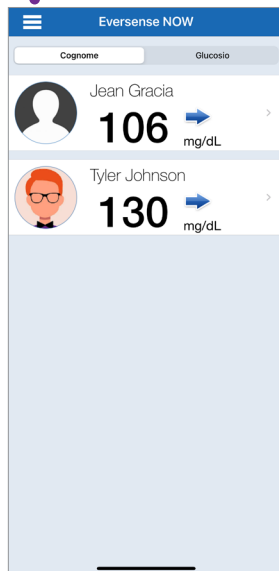 Eversense NOW
Cognome Glucosio
Jean Gracia
106 mg/dL
Tyler Johnson
130 mg/dL